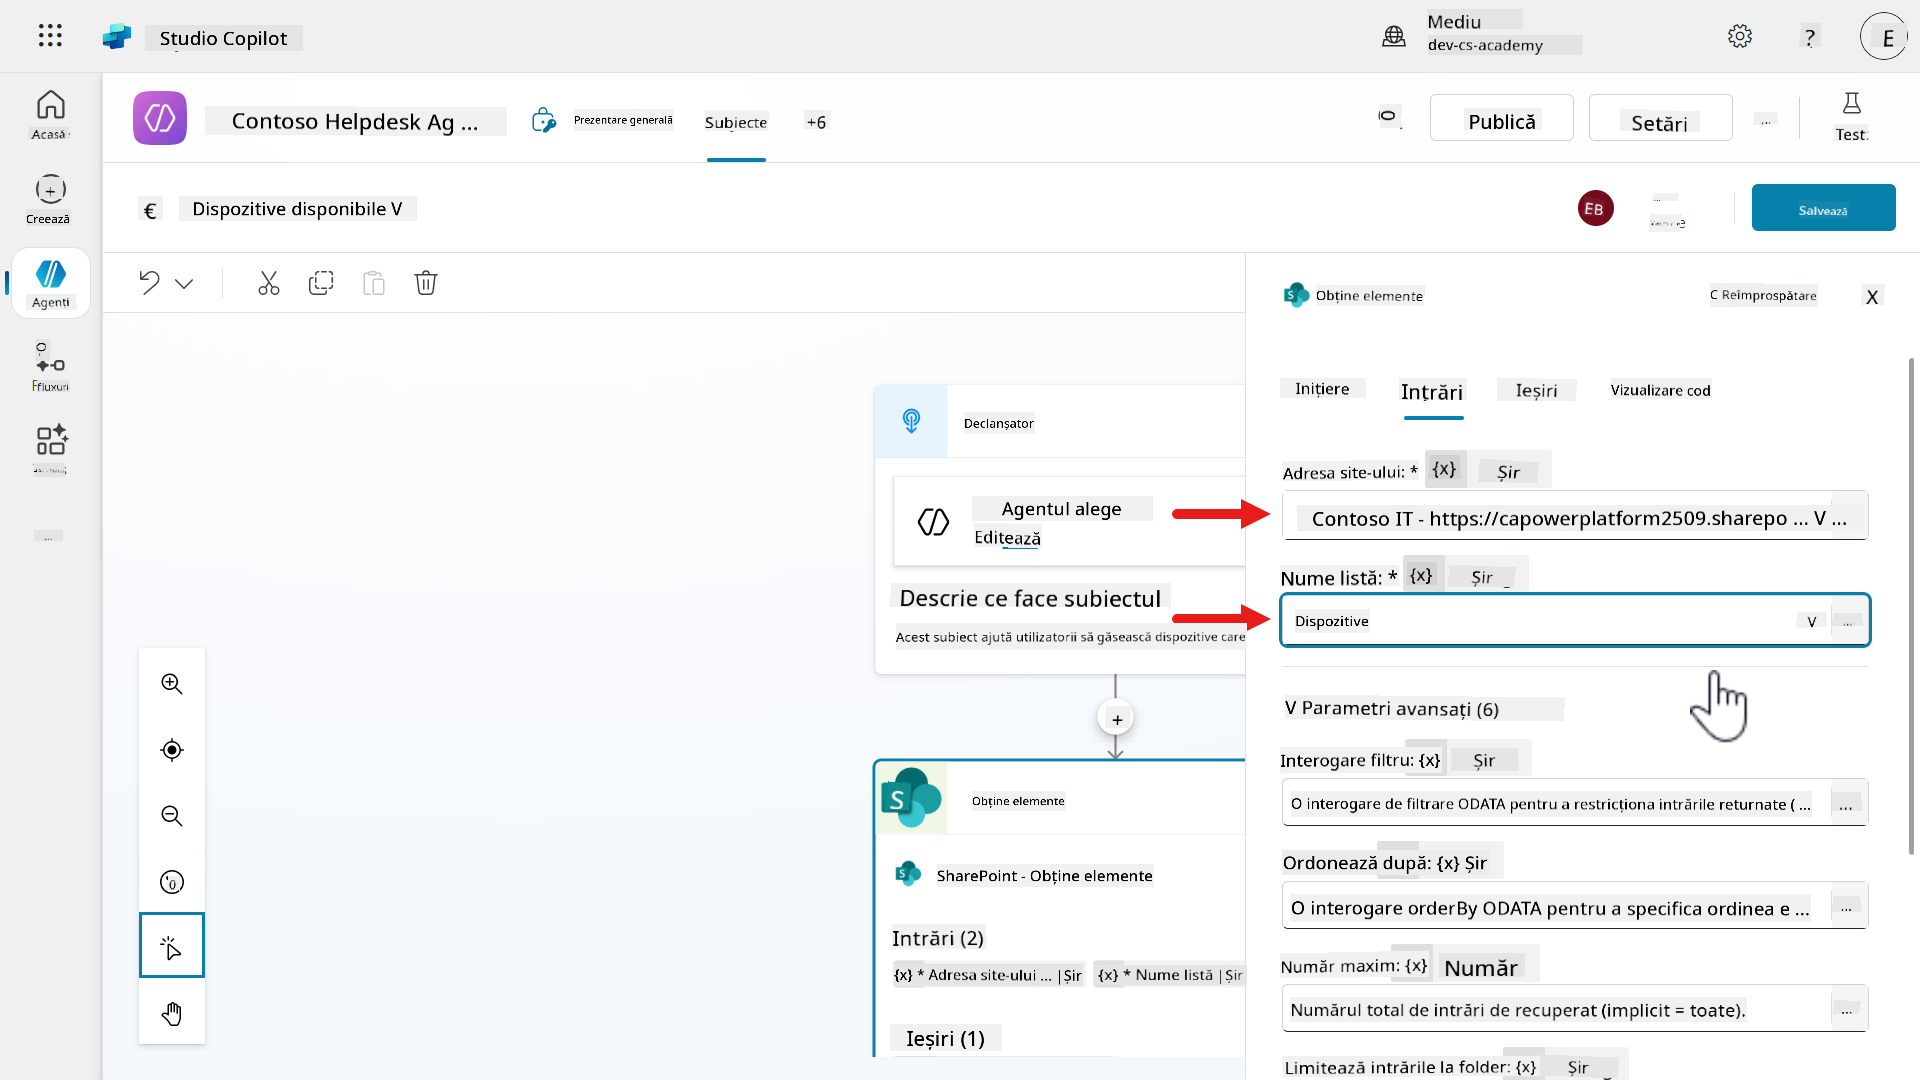 Studio Copilot
Mediu
dev-cs-academy
?
E
Acasă
Creează
Agenti
Fluxuri
Contoso Helpdesk Ag ...
Prezentare generală
Subiecte
+6
Publică
Setări
...
Test
€
Dispozitive disponibile V
EB
Salvează
Declanșator
Agentul alege
Editează
Descrie ce face subiectul
Acest subiect ajută utilizatorii să găsească dispozitive care
+
Obține elemente
SharePoint - Obține elemente
Intrări (2)
{x} * Adresa site-ului ... |Șir
{x} * Nume listă |Șir
Ieșiri (1)
Obține elemente
C Reîmprospătare
X
Inițiere
Intrări
Ieșiri
Vizualizare cod
Adresa site-ului: * {x} Șir
Contoso IT - https://capowerplatform2509.sharepo ... V ...
Nume listă: * {x} Șir
Dispozitive V ...
V Parametri avansați (6)
Interogare filtru: {x} Șir
O interogare de filtrare ODATA pentru a restricționa intrările returnate ( ... ...
Ordonează după: {x} Șir
O interogare orderBy ODATA pentru a specifica ordinea e ... ...
Număr maxim: {x} Număr
Numărul total de intrări de recuperat (implicit = toate). ...
Limitează intrările la folder: {x} Șir